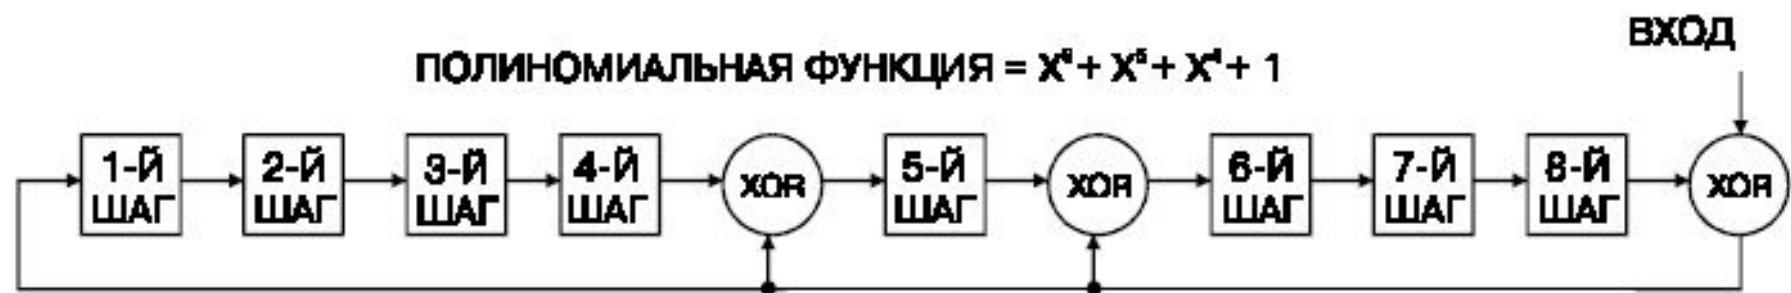 ВХОД
ПОЛИНОМИАЛЬНАЯ ФУНКЦИЯ = X⁸ + X⁵ + X⁴ + 1
1-Й ШАГ
2-Й ШАГ
3-Й ШАГ
4-Й ШАГ
XOR
5-Й ШАГ
XOR
6-Й ШАГ
7-Й ШАГ
8-Й ШАГ
XOR